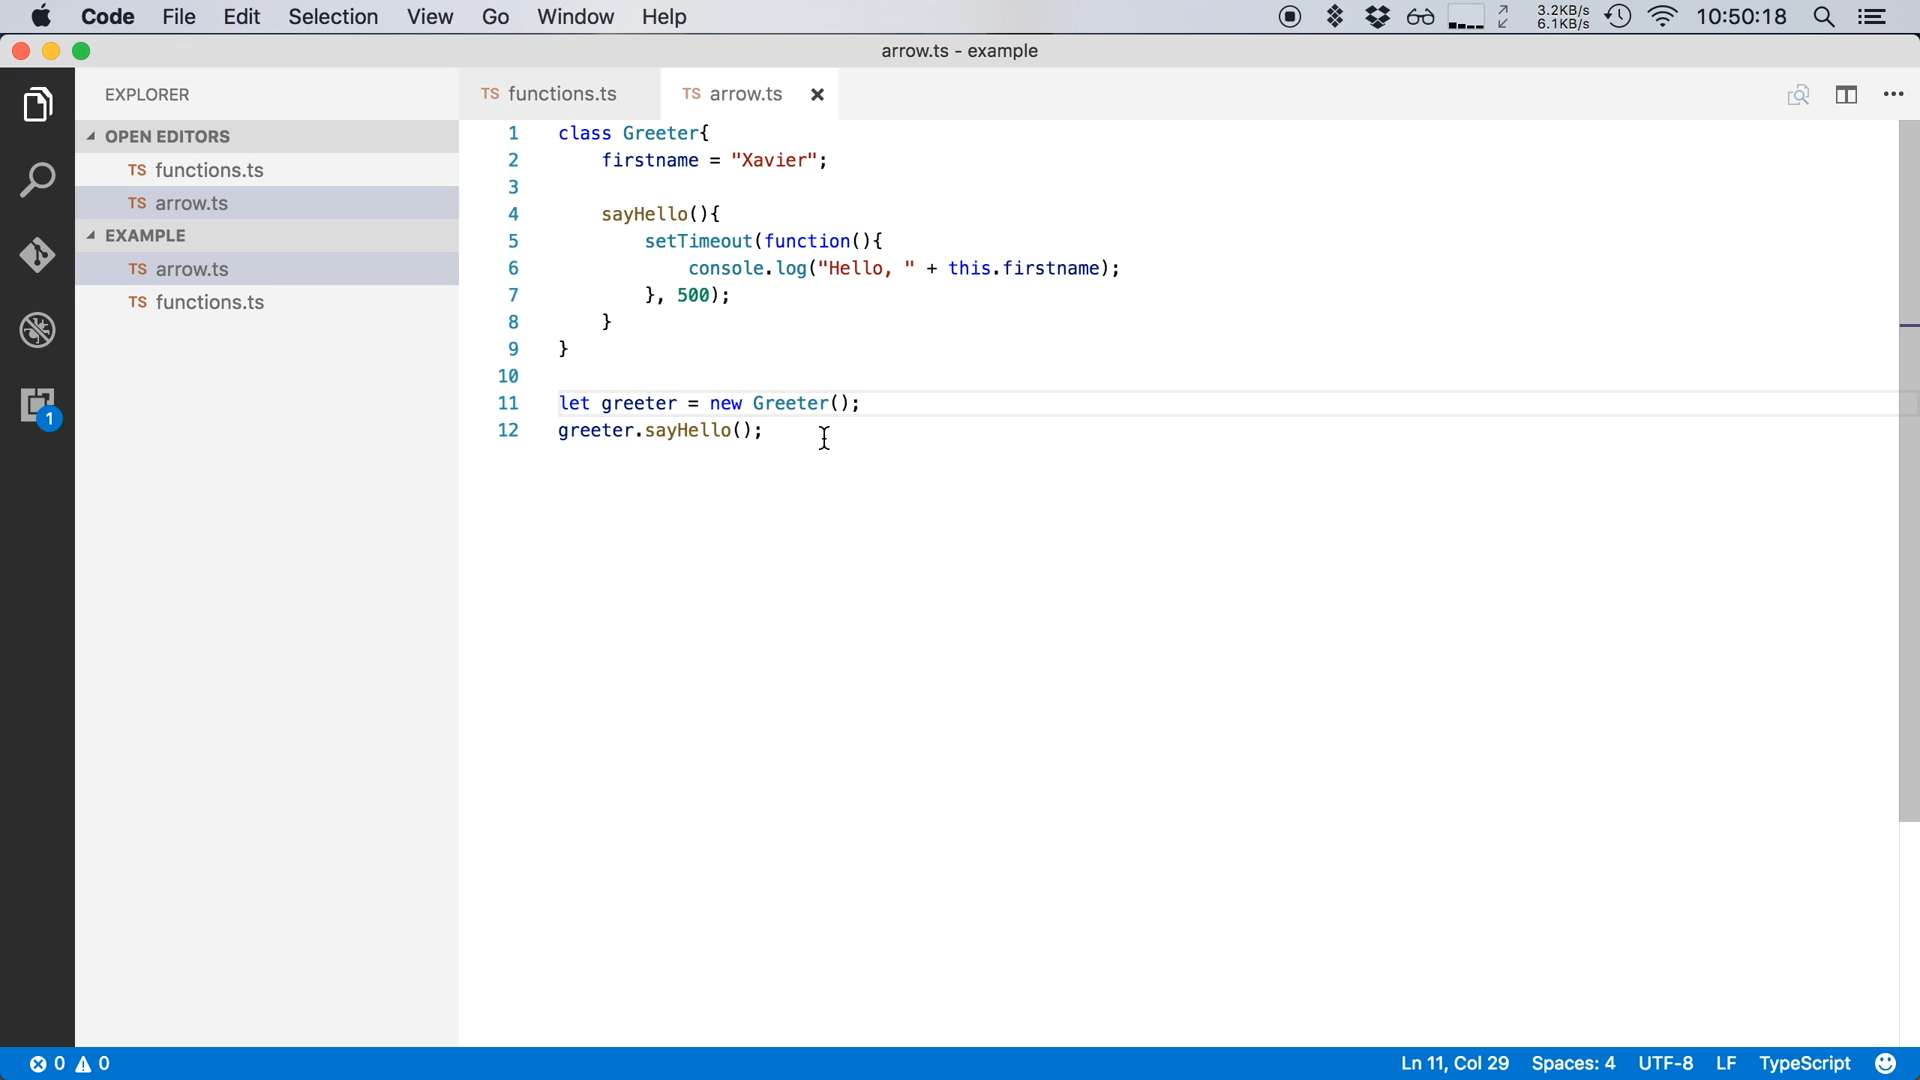 Code File Edit Selection View Go Window Help 3.2KB/s 6.1KB/s 10:50:18
arrow.ts - example
EXPLORER
TS functions.ts TS arrow.ts
OPEN EDITORS
TS functions.ts
TS arrow.ts
EXAMPLE
TS arrow.ts
TS functions.ts
1
1 class Greeter{
2 firstname = "Xavier";
3
4 sayHello(){
5 setTimeout(function(){
6 console.log("Hello, " + this.firstname);
7 }, 500);
8 }
9 }
10
11 let greeter = new Greeter();
12 greeter.sayHello();
0 0 Ln 11, Col 29 Spaces: 4 UTF-8 LF TypeScript